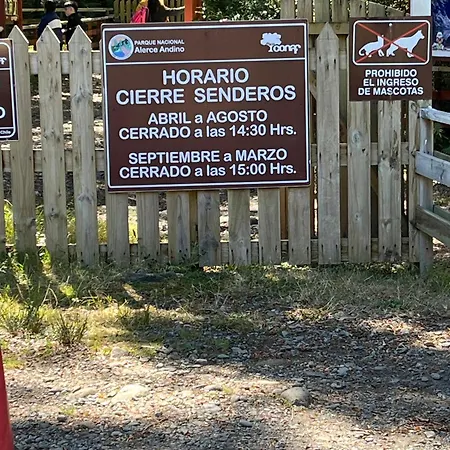 PARQUE NACIONAL
Alerce Andino
CONAF
HORARIO
CIERRE SENDEROS
ABRIL a AGOSTO
CERRADO a las 14:30 Hrs.
SEPTIEMBRE a MARZO
CERRADO a las 15:00 Hrs.
PROHIBIDO
EL INGRESO
DE MASCOTAS